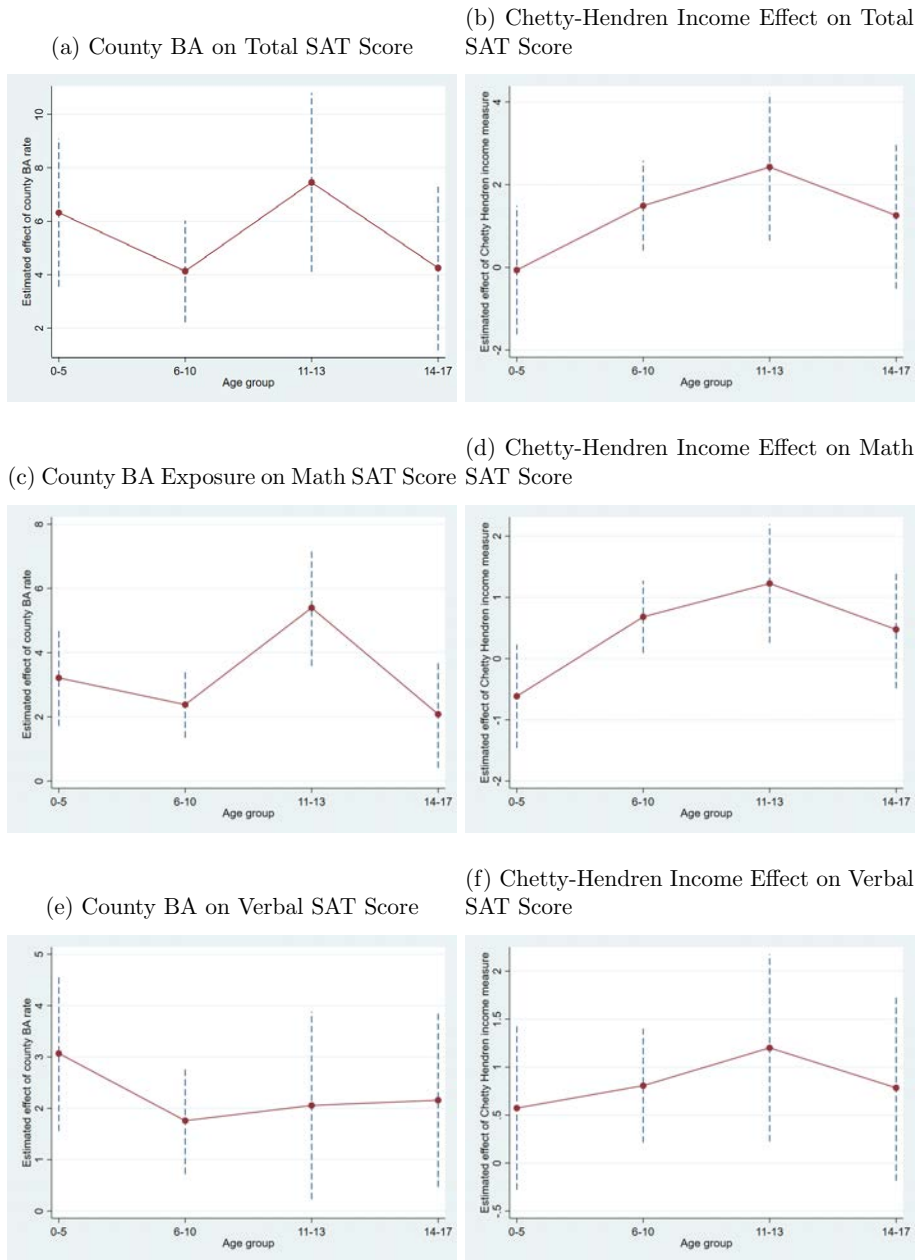 (a) County BA on Total SAT Score
Estimated effect of county BA rate
10
8
6
4
2
0-5
6-10
11-13
14-17
Age group
(b) Chetty-Hendren Income Effect on Total
SAT Score
Estimated effect of Chetty Hendren income measure
4
2
0
-2
0-5
6-10
11-13
14-17
Age group
(c) County BA Exposure on Math SAT Score
Estimated effect of county BA rate
8
6
4
2
0
0-5
6-10
11-13
14-17
Age group
(d) Chetty-Hendren Income Effect on Math
SAT Score
Estimated effect of Chetty Hendren income measure
2
1
0
-1
-2
0-5
6-10
11-13
14-17
Age group
(e) County BA on Verbal SAT Score
Estimated effect of county BA rate
5
4
3
2
1
0
0-5
6-10
11-13
14-17
Age group
(f) Chetty-Hendren Income Effect on Verbal
SAT Score
Estimated effect of Chetty Hendren income measure
2
1.5
1
.5
0
-.5
0-5
6-10
11-13
14-17
Age group